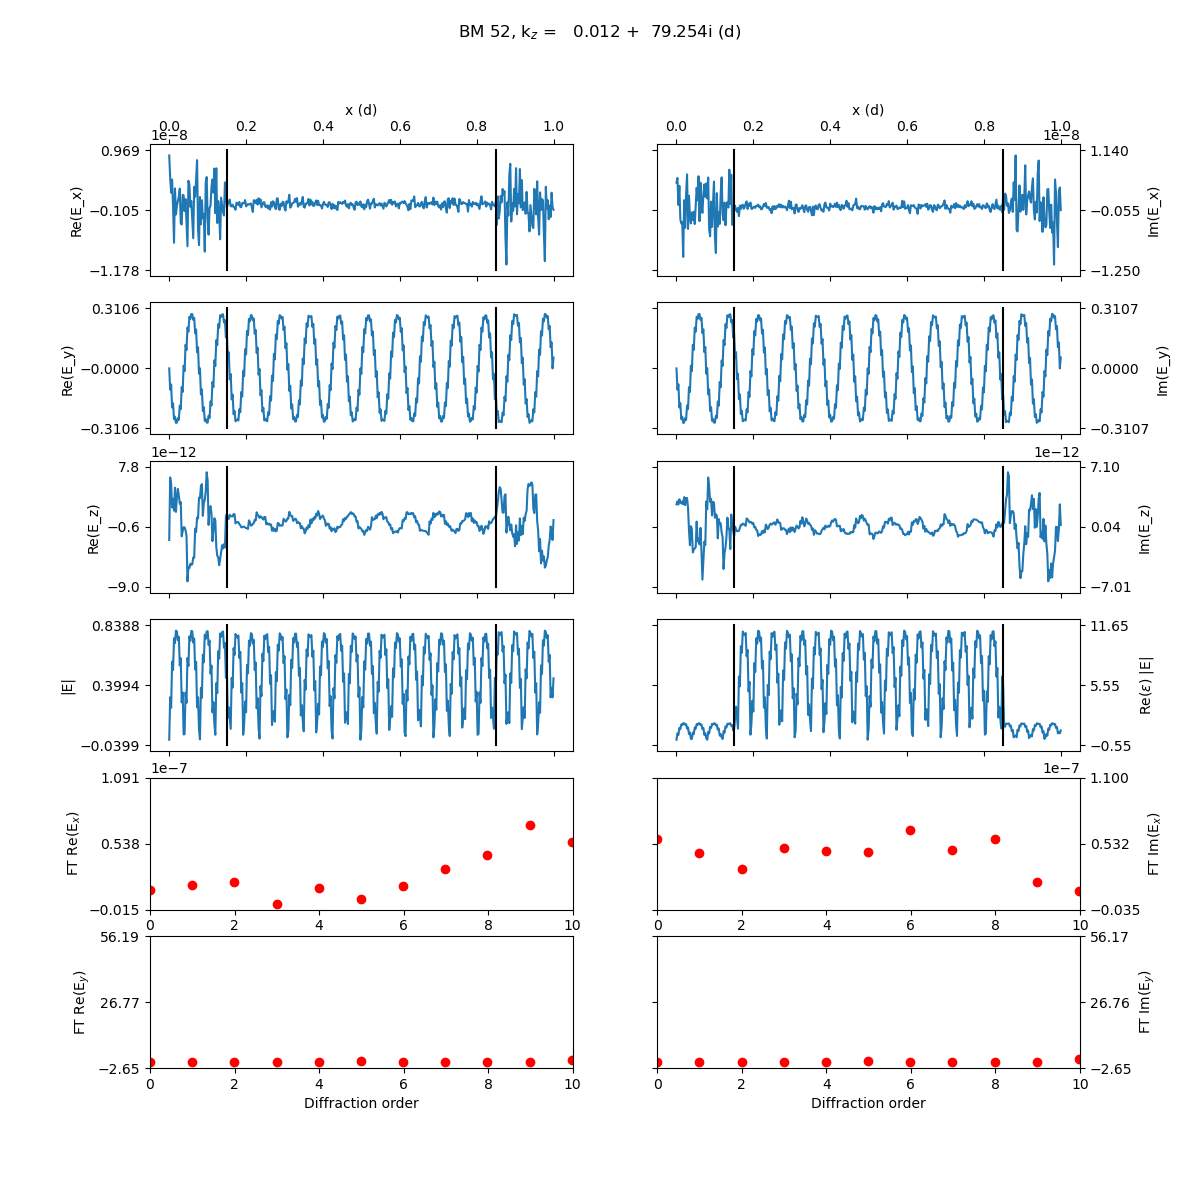 BM 52, k_z = 0.012 + 79.254i (d)
x (d) x (d)
0.0 0.2 0.4 0.6 0.8 1.0 0.0 0.2 0.4 0.6 0.8 1.0
1e−8 1e−8
0.969 1.140
Re(E_x) −0.105 −0.055 Im(E_x)
−1.178 −1.250
0.3106 0.3107
Re(E_y) −0.0000 0.0000 Im(E_y)
−0.3106 −0.3107
1e−12 1e−12
7.8 7.10
Re(E_z) −0.6 0.04 Im(E_z)
−9.0 −7.01
0.8388 11.65
|E| 0.3994 5.55 Re(ε) |E|
−0.0399 −0.55
1e−7 1e−7
1.091 1.100
FT Re(E_x) 0.538 0.532 FT Im(E_x)
−0.015 −0.035
0 2 4 6 8 10 0 2 4 6 8 10
56.19 56.17
FT Re(E_y) 26.77 26.76 FT Im(E_y)
−2.65 −2.65
0 2 4 6 8 10 0 2 4 6 8 10
Diffraction order Diffraction order